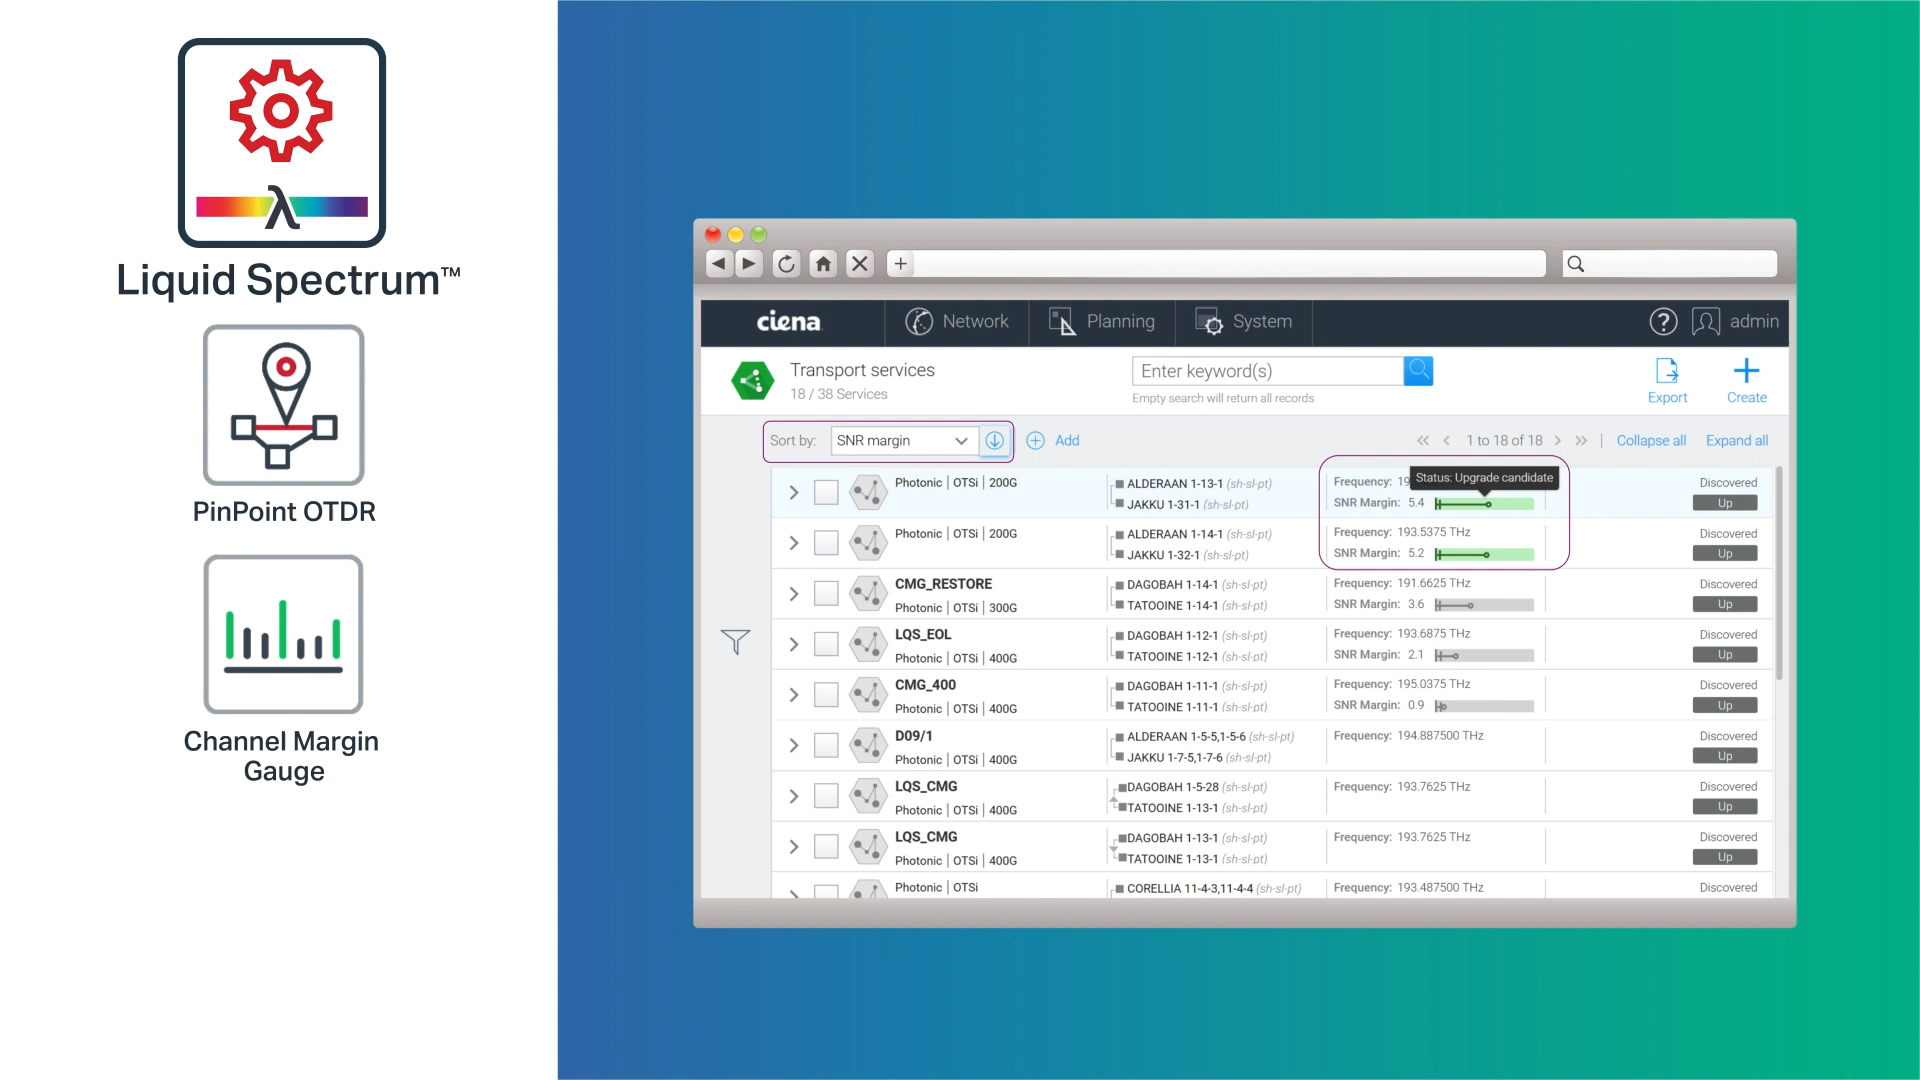 Liquid Spectrum™
PinPoint OTDR
Channel Margin
Gauge
ciena
Network
Planning
System
?
admin
Transport services
18 / 38 Services
Enter keyword(s)
Empty search will return all records
Export
Create
Sort by: SNR margin
Add
1 to 18 of 18
Collapse all
Expand all
Photonic | OTSi | 200G
ALDERAAN 1-13-1 (sh-sl-pt)
JAKKU 1-31-1 (sh-sl-pt)
Frequency: 19
Status: Upgrade candidate
SNR Margin: 5.4
Discovered
Up
Photonic | OTSi | 200G
ALDERAAN 1-14-1 (sh-sl-pt)
JAKKU 1-32-1 (sh-sl-pt)
Frequency: 193.5375 THz
SNR Margin: 5.2
Discovered
Up
CMG_RESTORE
Photonic | OTSi | 300G
DAGOBAH 1-14-1 (sh-sl-pt)
TATOOINE 1-14-1 (sh-sl-pt)
Frequency: 191.6625 THz
SNR Margin: 3.6
Discovered
Up
LQS_EOL
Photonic | OTSi | 400G
DAGOBAH 1-12-1 (sh-sl-pt)
TATOOINE 1-12-1 (sh-sl-pt)
Frequency: 193.6875 THz
SNR Margin: 2.1
Discovered
Up
CMG_400
Photonic | OTSi | 400G
DAGOBAH 1-11-1 (sh-sl-pt)
TATOOINE 1-11-1 (sh-sl-pt)
Frequency: 195.0375 THz
SNR Margin: 0.9
Discovered
Up
D09/1
Photonic | OTSi | 400G
ALDERAAN 1-5-5,1-5-6 (sh-sl-pt)
JAKKU 1-7-5,1-7-6 (sh-sl-pt)
Frequency: 194.887500 THz
Discovered
Up
LQS_CMG
Photonic | OTSi | 400G
DAGOBAH 1-5-28 (sh-sl-pt)
TATOOINE 1-13-1 (sh-sl-pt)
Frequency: 193.7625 THz
Discovered
Up
LQS_CMG
Photonic | OTSi | 400G
DAGOBAH 1-13-1 (sh-sl-pt)
TATOOINE 1-13-1 (sh-sl-pt)
Frequency: 193.7625 THz
Discovered
Up
Photonic | OTSi
CORELLIA 11-4-3,11-4-4 (sh-sl-pt)
Frequency: 193.487500 THz
Discovered